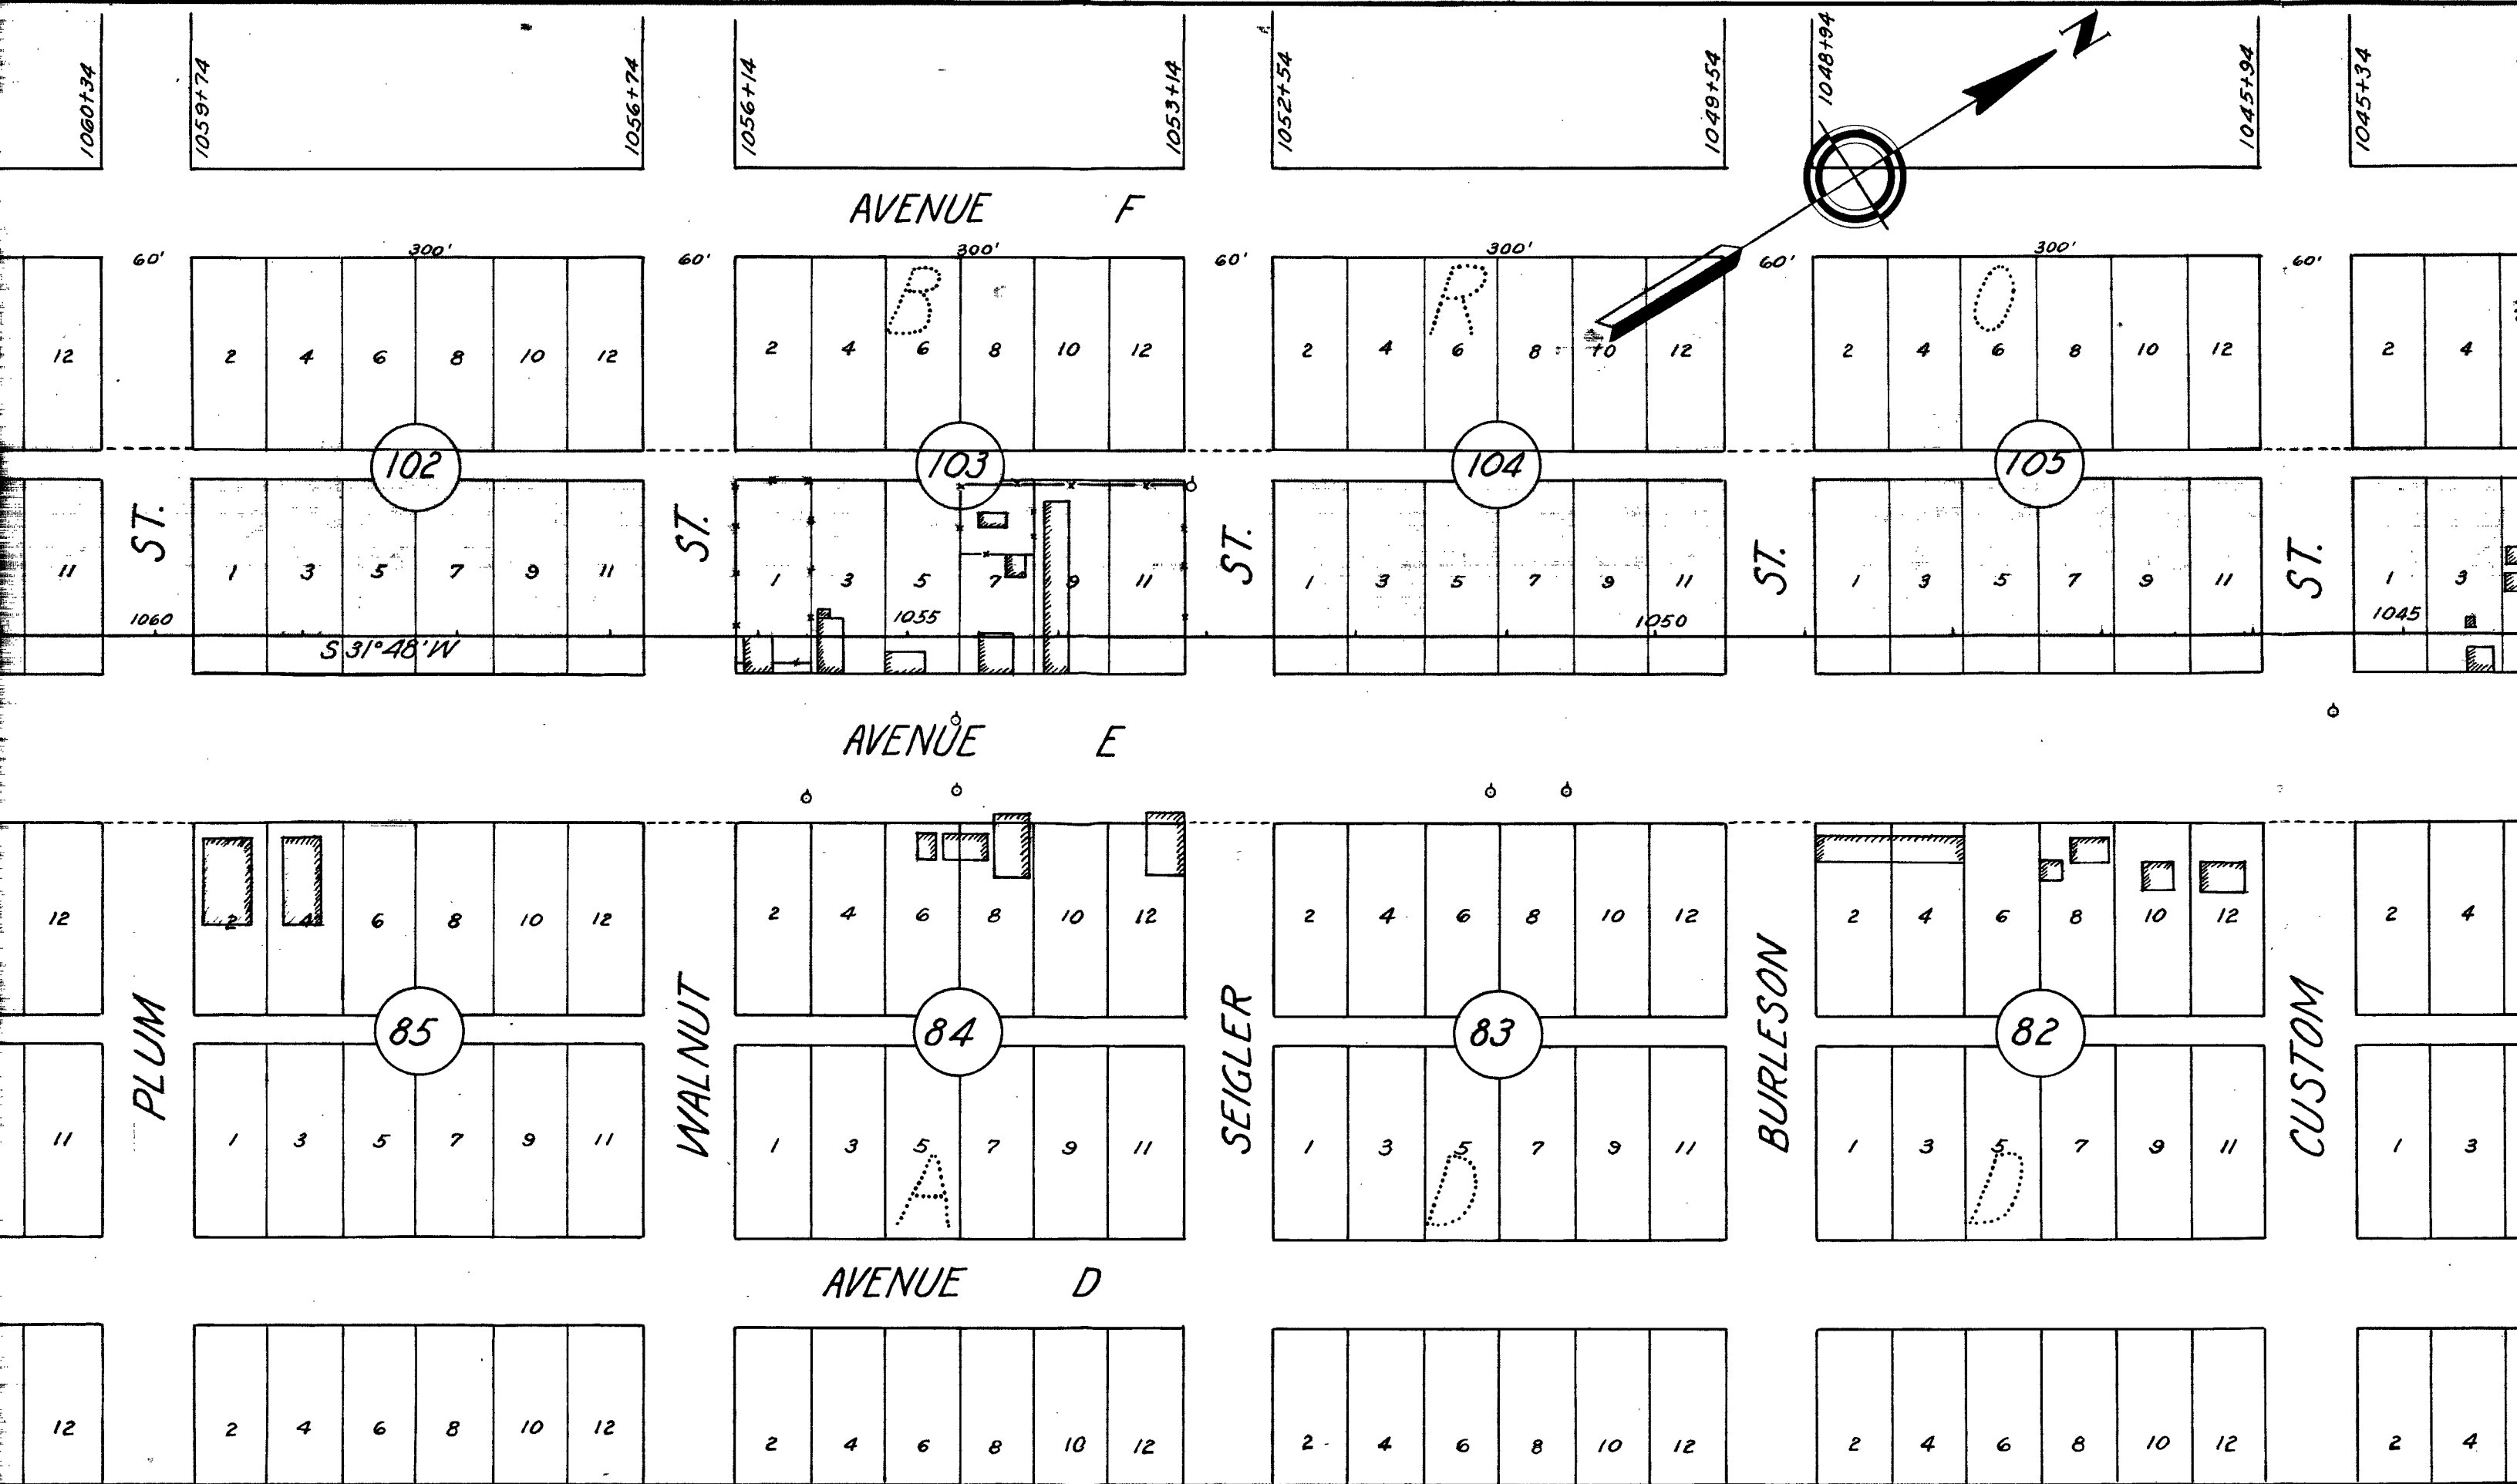 1060+34 1059+74 1056+74 1056+14 1053+14 1052+54 1049+54 1048+94 1045+94 1045+34
N
AVENUE F
60' 300' 60' 300' 60' 300' 60' 300' 60'
B R O
12 2 4 6 8 10 12 2 4 6 8 10 12 2 4 6 8 10 12 2 4 6 8 10 12 2 4
102 103 104 105
ST. ST. ST. ST. ST.
11 1 3 5 7 9 11 1 3 5 7 9 11 1 3 5 7 9 11 1 3 5 7 9 11 1 3
1060 1055 1050 1045
S 31°48'W
AVENUE E
12 2 4 6 8 10 12 2 4 6 8 10 12 2 4 6 8 10 12 2 4 6 8 10 12 2 4
PLUM WALNUT SEIGLER BURLESON CUSTOM
85 84 83 82
11 1 3 5 7 9 11 1 3 5 7 9 11 1 3 5 7 9 11 1 3 5 7 9 11 1 3
A D D
AVENUE D
12 2 4 6 8 10 12 2 4 6 8 10 12 2 4 6 8 10 12 2 4 6 8 10 12 2 4